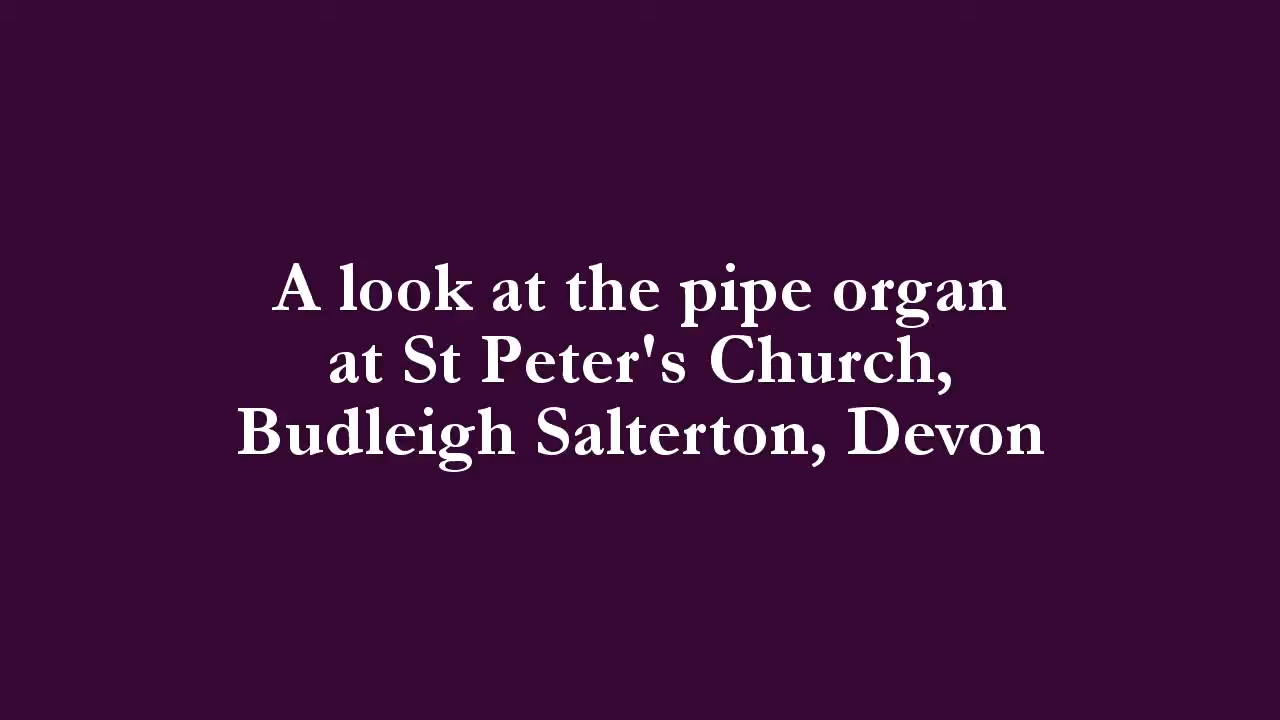 A look at the pipe organ
at St Peter's Church,
Budleigh Salterton, Devon